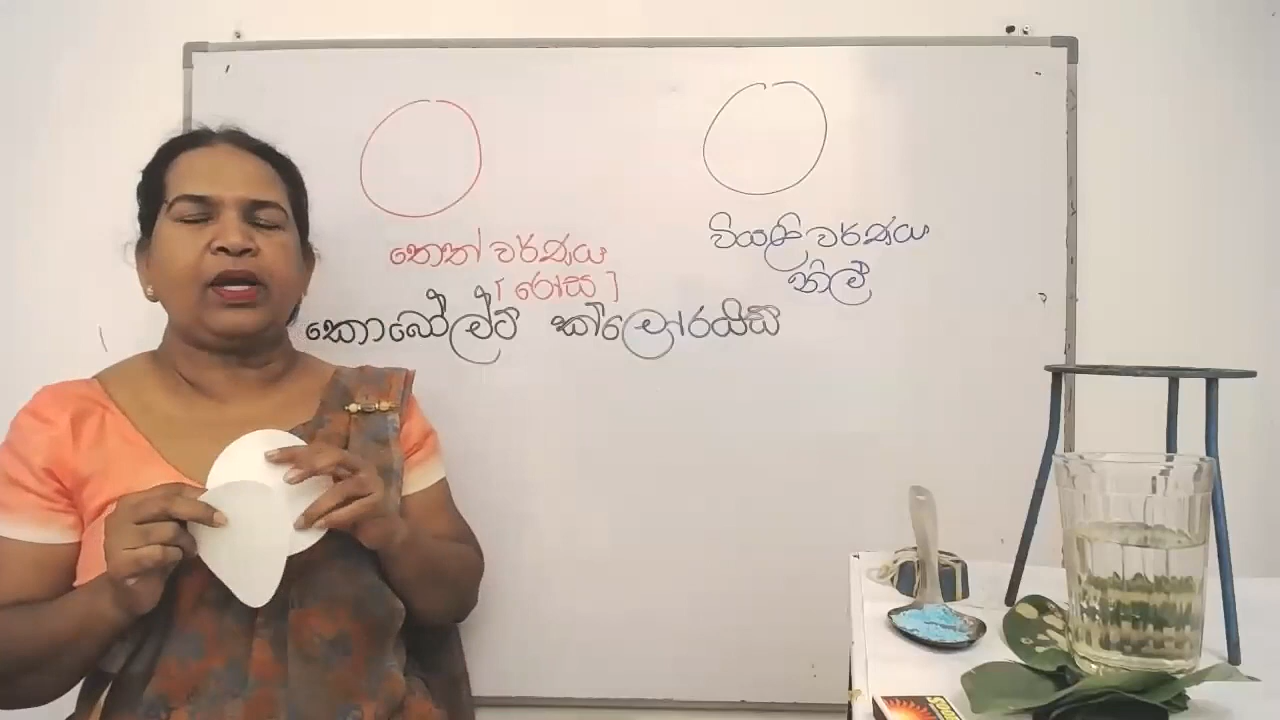 තෙත් වර්ණය
[ රෝස ]
වියළි වර්ණය
නිල්
කොබෝල්ට් ක්ලෝරයිඩ්